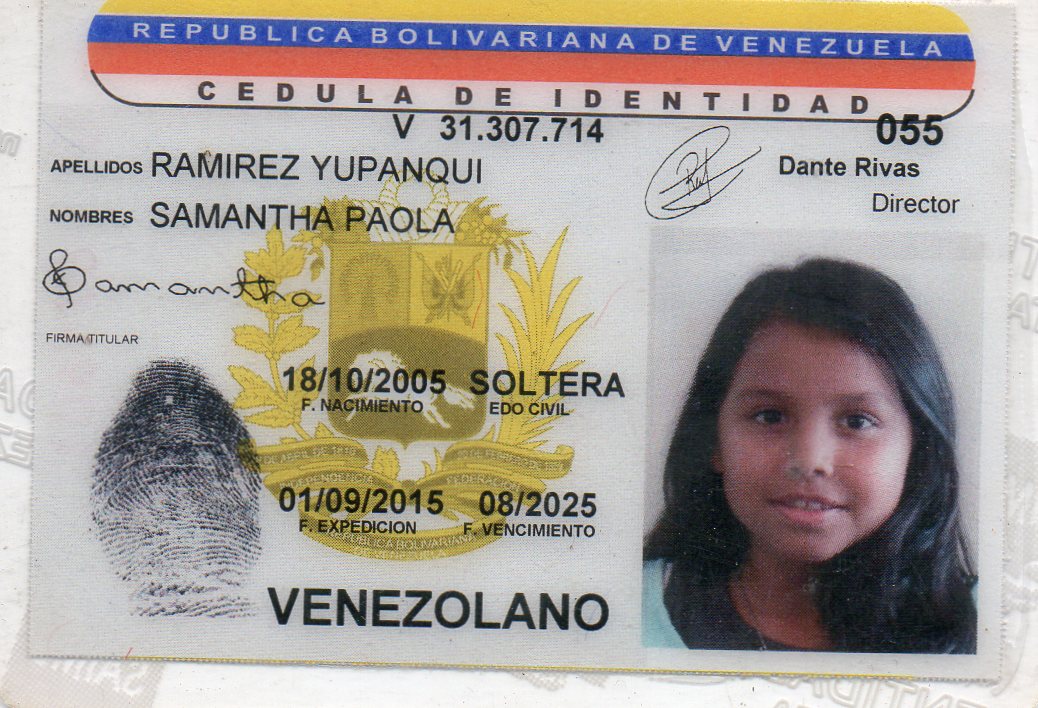 REPUBLICA BOLIVARIANA DE VENEZUELA
CEDULA DE IDENTIDAD
V 31.307.714
055
APELLIDOS RAMIREZ YUPANQUI
Dante Rivas
NOMBRES SAMANTHA PAOLA
Director
Samantha
FIRMA TITULAR
18/10/2005 SOLTERA
F. NACIMIENTO EDO CIVIL
01/09/2015 08/2025
F. EXPEDICION F. VENCIMIENTO
REPUBLICA BOLIVARIANA
VENEZOLANO